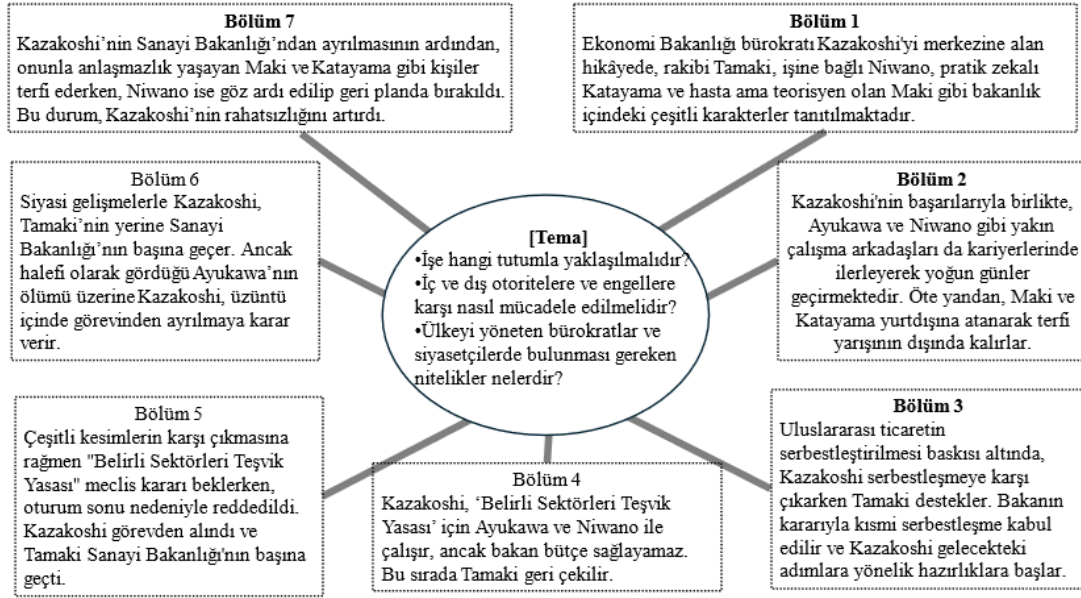 Bölüm 7
Kazakoshi’nin Sanayi Bakanlığı’ndan ayrılmasının ardından,
onunla anlaşmazlık yaşayan Maki ve Katayama gibi kişiler
terfi ederken, Niwano ise göz ardı edilip geri planda bırakıldı.
Bu durum, Kazakoshi’nin rahatsızlığını artırdı.
Bölüm 1
Ekonomi Bakanlığı bürokratı Kazakoshi'yi merkezine alan
hikâyede, rakibi Tamaki, işine bağlı Niwano, pratik zekalı
Katayama ve hasta ama teorisyen olan Maki gibi bakanlık
içindeki çeşitli karakterler tanıtılmaktadır.
Bölüm 6
Siyasi gelişmelerle Kazakoshi,
Tamaki’nin yerine Sanayi
Bakanlığı’nın başına geçer. Ancak
halefi olarak gördüğü Ayukawa’nın
ölümü üzerine Kazakoshi, üzüntü
içinde görevinden ayrılmaya karar
verir.
[Tema]
•İşe hangi tutumla yaklaşılmalıdır?
•İç ve dış otoritelere ve engellere
karşı nasıl mücadele edilmelidir?
•Ülkeyi yöneten bürokratlar ve
siyasetçilerde bulunması gereken
nitelikler nelerdir?
Bölüm 2
Kazakoshi'nin başarılarıyla birlikte,
Ayukawa ve Niwano gibi yakın
çalışma arkadaşları da kariyerlerinde
ilerleyerek yoğun günler
geçirmektedir. Öte yandan, Maki ve
Katayama yurtdışına atanarak terfi
yarışının dışında kalırlar.
Bölüm 5
Çeşitli kesimlerin karşı çıkmasına
rağmen "Belirli Sektörleri Teşvik
Yasası" meclis kararı beklerken,
oturum sonu nedeniyle reddedildi.
Kazakoshi görevden alındı ve
Tamaki Sanayi Bakanlığı'nın başına
geçti.
Bölüm 4
Kazakoshi, ‘Belirli Sektörleri Teşvik
Yasası’ için Ayukawa ve Niwano ile
çalışır, ancak bakan bütçe sağlayamaz.
Bu sırada Tamaki geri çekilir.
Bölüm 3
Uluslararası ticaretin
serbestleştirilmesi baskısı altında,
Kazakoshi serbestleşmeye karşı
çıkarken Tamaki destekler. Bakanın
kararıyla kısmi serbestleşme kabul
edilir ve Kazakoshi gelecekteki
adımlara yönelik hazırlıklara başlar.